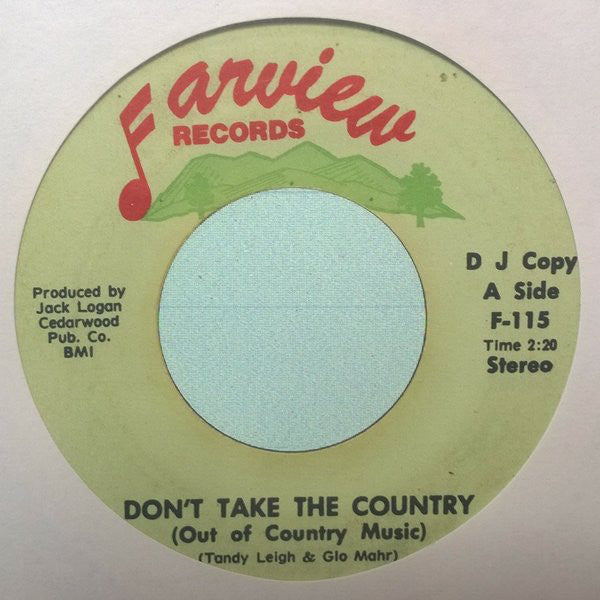 Farview
RECORDS
Produced by
Jack Logan
Cedarwood
Pub. Co.
BMI
D J Copy
A Side
F-115
Time 2:20
Stereo
DON'T TAKE THE COUNTRY
(Out of Country Music)
(Tandy Leigh & Glo Mahr)